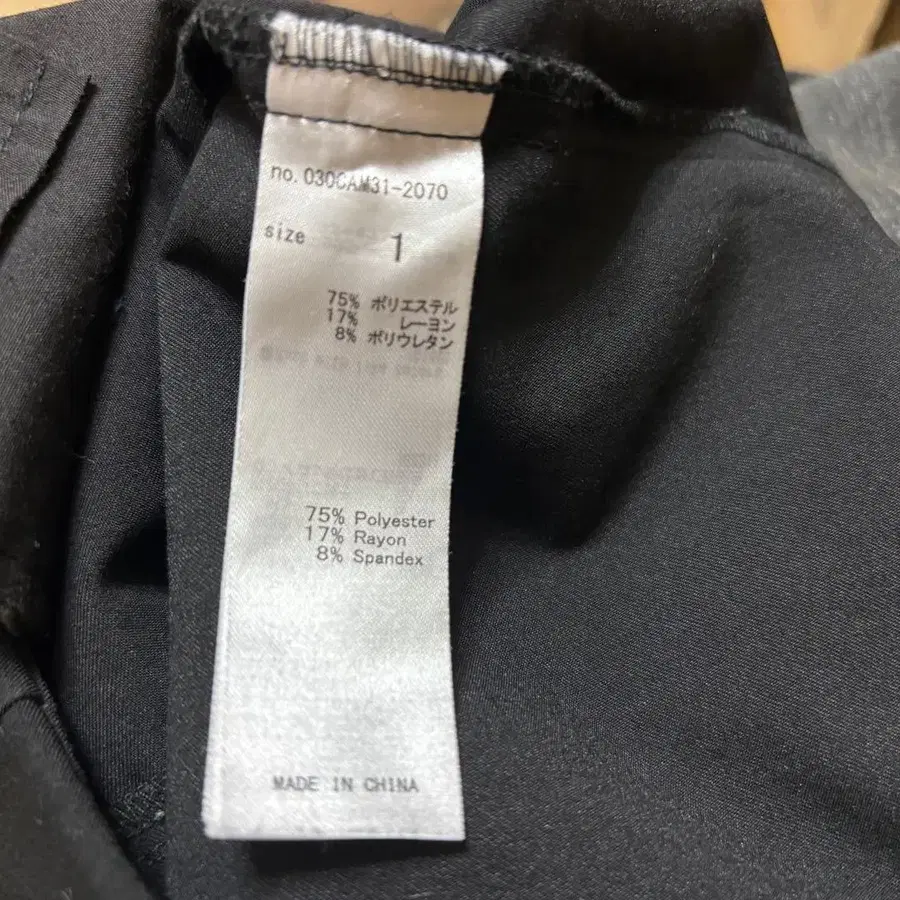 no. 030CAM31-2070
size 1
75% ポリエステル
17% レーヨン
8% ポリウレタン
75% Polyester
17% Rayon
8% Spandex
MADE IN CHINA